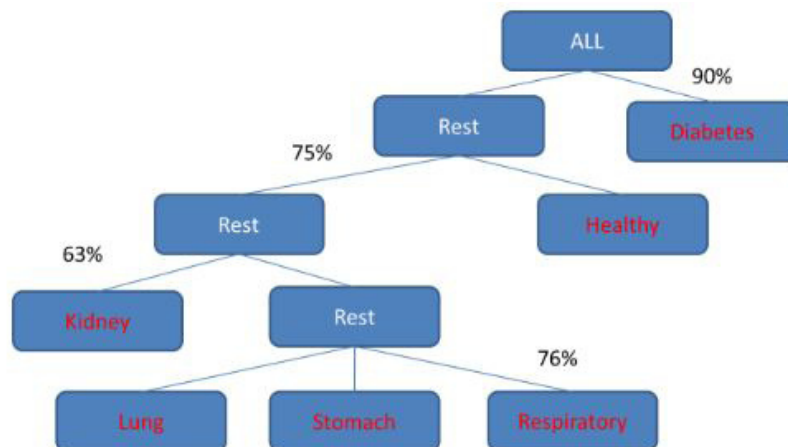 ALL
90%
Rest
Diabetes
75%
Rest
Healthy
63%
Kidney
Rest
76%
Lung
Stomach
Respiratory